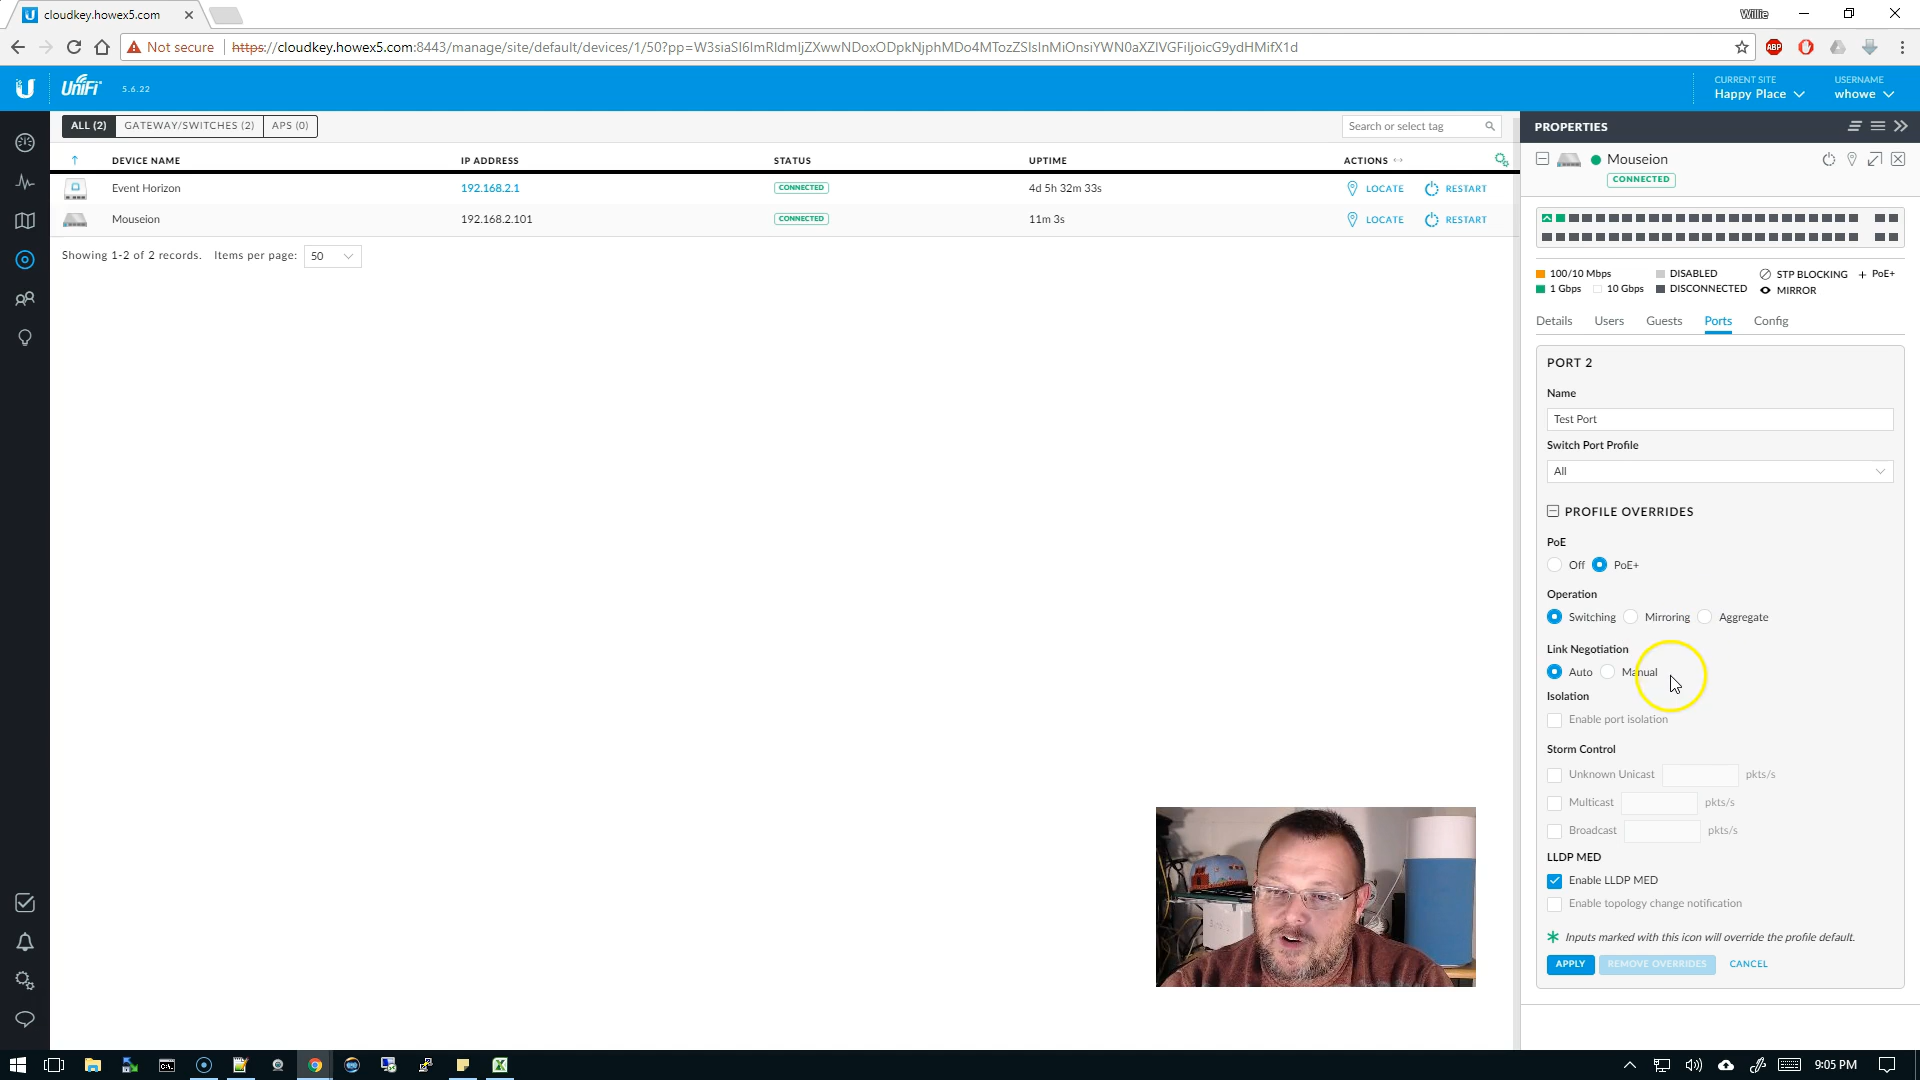 cloudkey.howex5.com
Willie
Not secure https://cloudkey.howex5.com:8443/manage/site/default/devices/1/50?pp=
ABP
UniFi 5.6.22
CURRENT SITE
Happy Place
USERNAME
whowe
ALL (2) GATEWAY/SWITCHES (2) APS (0)
Search or select tag
DEVICE NAME IP ADDRESS STATUS UPTIME ACTIONS
Event Horizon 192.168.2.1 CONNECTED 4d 5h 32m 33s LOCATE RESTART
Mouseion 192.168.2.101 CONNECTED 11m 3s LOCATE RESTART
Showing 1-2 of 2 records. Items per page: 50
PROPERTIES
Mouseion
CONNECTED
100/10 Mbps DISABLED STP BLOCKING PoE+
1 Gbps 10 Gbps DISCONNECTED MIRROR
Details Users Guests Ports Config
PORT 2
Name
Test Port
Switch Port Profile
All
PROFILE OVERRIDES
PoE
Off PoE+
Operation
Switching Mirroring Aggregate
Link Negotiation
Auto Manual
Isolation
Enable port isolation
Storm Control
Unknown Unicast pkts/s
Multicast pkts/s
Broadcast pkts/s
LLDP MED
Enable LLDP MED
Enable topology change notification
Inputs marked with this icon will override the profile default.
APPLY REMOVE OVERRIDES CANCEL
9:05 PM